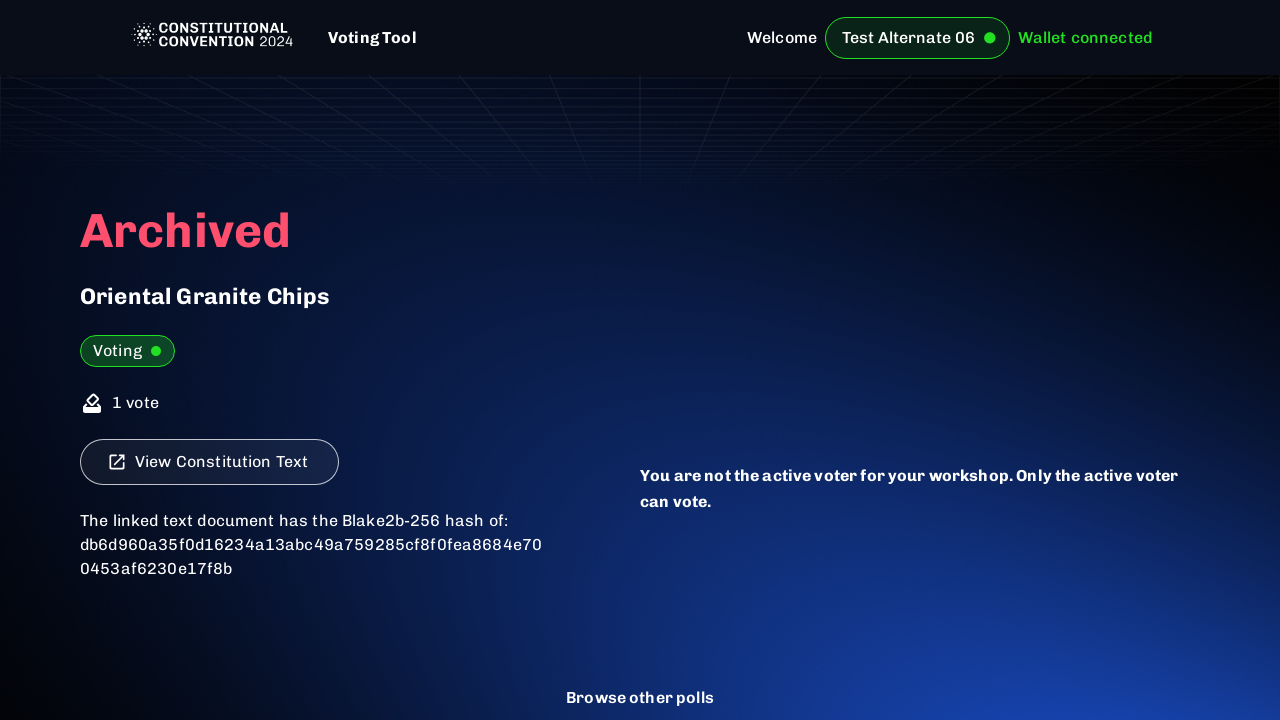 CONSTITUTIONAL
CONVENTION 2024
Voting Tool
Welcome Test Alternate 06 Wallet connected
Archived
Oriental Granite Chips
Voting
1 vote
View Constitution Text
The linked text document has the Blake2b-256 hash of:
db6d960a35f0d16234a13abc49a759285cf8f0fea8684e70
0453af6230e17f8b
You are not the active voter for your workshop. Only the active voter
can vote.
Browse other polls